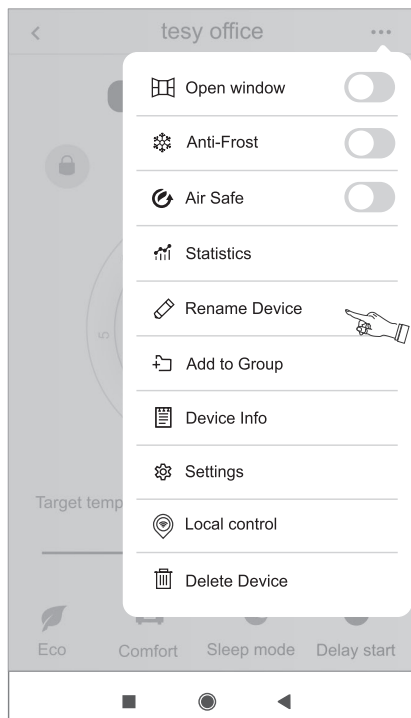 tesy office
Open window
Anti-Frost
Air Safe
Statistics
Rename Device
5
Add to Group
Device Info
Settings
Target temp
Local control
Delete Device
Eco
Comfort
Sleep mode
Delay start